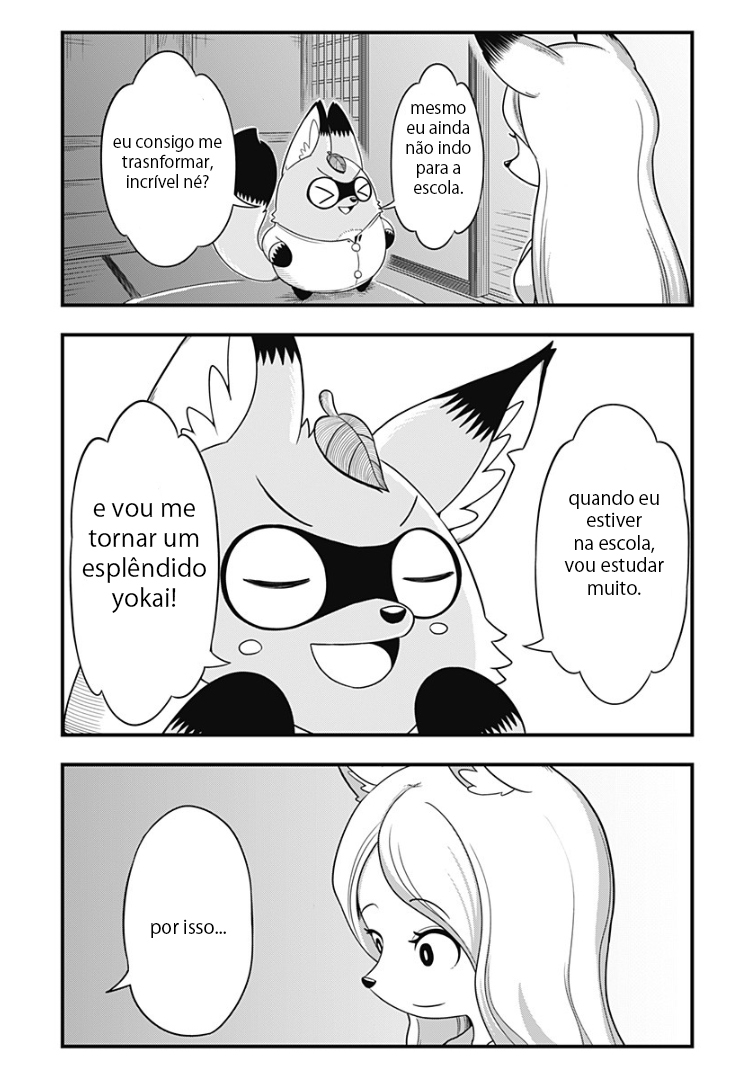 mesmo
eu ainda
não indo
para a
escola.
eu consigo me
trasnformar,
incrível né?
quando eu
estiver
na escola,
vou estudar
muito.
e vou me
tornar um
esplêndido
yokai!
por isso...